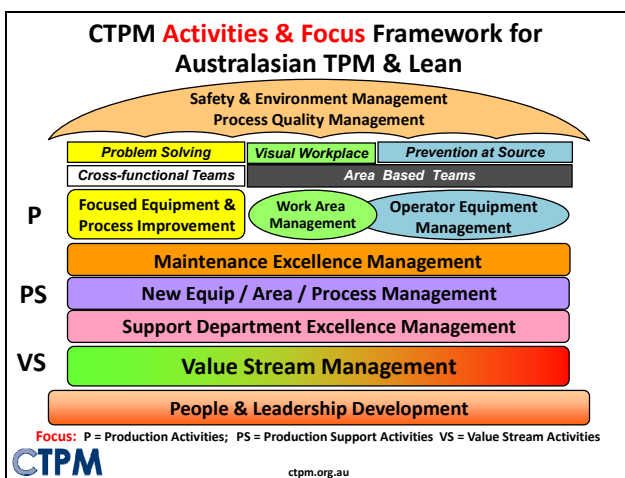 CTPM Activities & Focus Framework for
Australasian TPM & Lean
Safety & Environment Management
Process Quality Management
Problem Solving
Visual Workplace
Prevention at Source
Cross-functional Teams
Area Based Teams
P
Focused Equipment &
Process Improvement
Work Area
Management
Operator Equipment
Management
Maintenance Excellence Management
PS
New Equip / Area / Process Management
Support Department Excellence Management
VS
Value Stream Management
People & Leadership Development
Focus: P = Production Activities; PS = Production Support Activities VS = Value Stream Activities
CTPM
ctpm.org.au